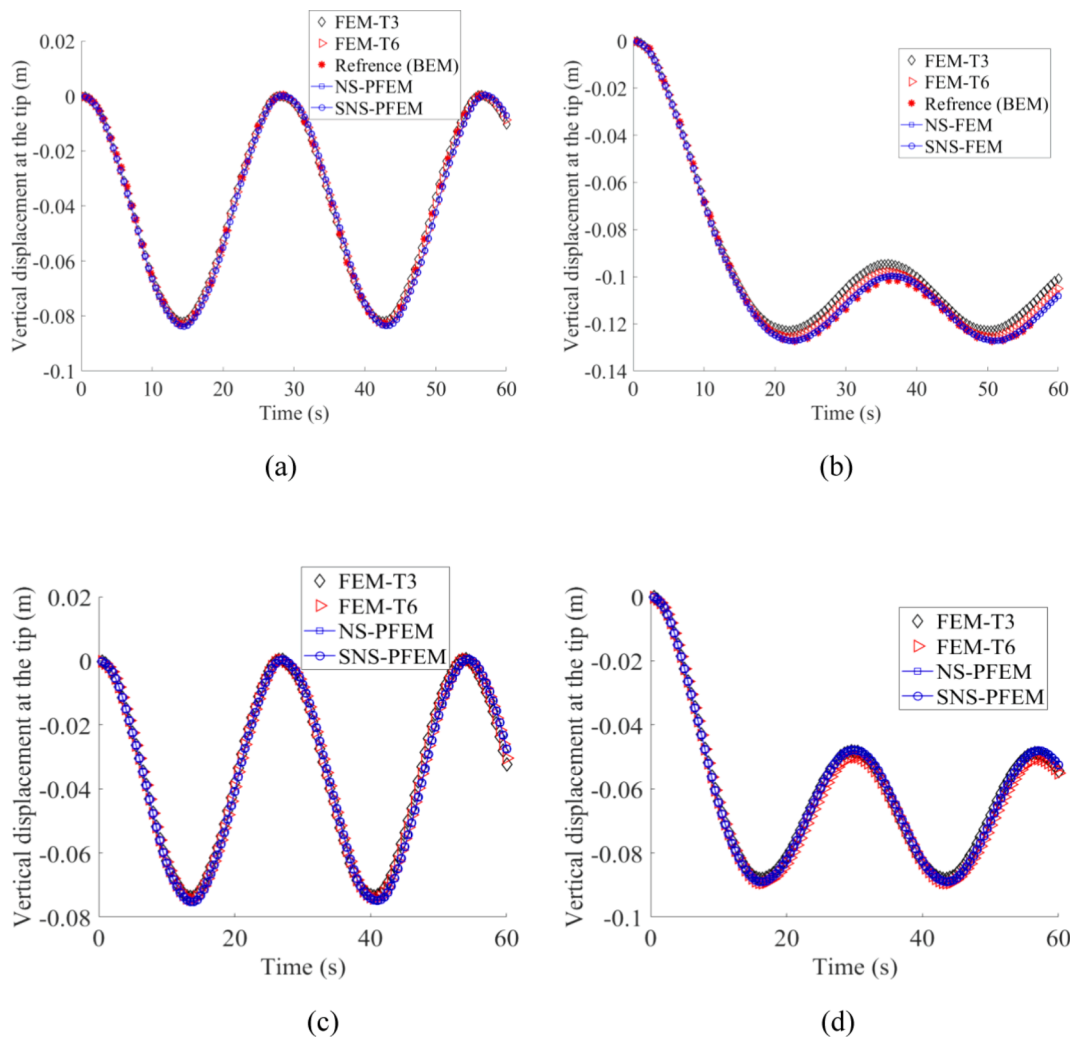 FEM-T3
FEM-T6
Refrence (BEM)
NS-PFEM
SNS-PFEM
Vertical displacement at the tip (m)
0.02
0
-0.02
-0.04
-0.06
-0.08
-0.1
0 10 20 30 40 50 60
Time (s)
(a)
FEM-T3
FEM-T6
Refrence (BEM)
NS-FEM
SNS-FEM
Vertical displacement at the tip (m)
0
-0.02
-0.04
-0.06
-0.08
-0.1
-0.12
-0.14
0 10 20 30 40 50 60
Time (s)
(b)
FEM-T3
FEM-T6
NS-PFEM
SNS-PFEM
Vertical displacement at the tip (m)
0.02
0
-0.02
-0.04
-0.06
-0.08
0 20 40 60
Time (s)
(c)
FEM-T3
FEM-T6
NS-PFEM
SNS-PFEM
Vertical displacement at the tip (m)
0
-0.02
-0.04
-0.06
-0.08
-0.1
0 20 40 60
Time (s)
(d)